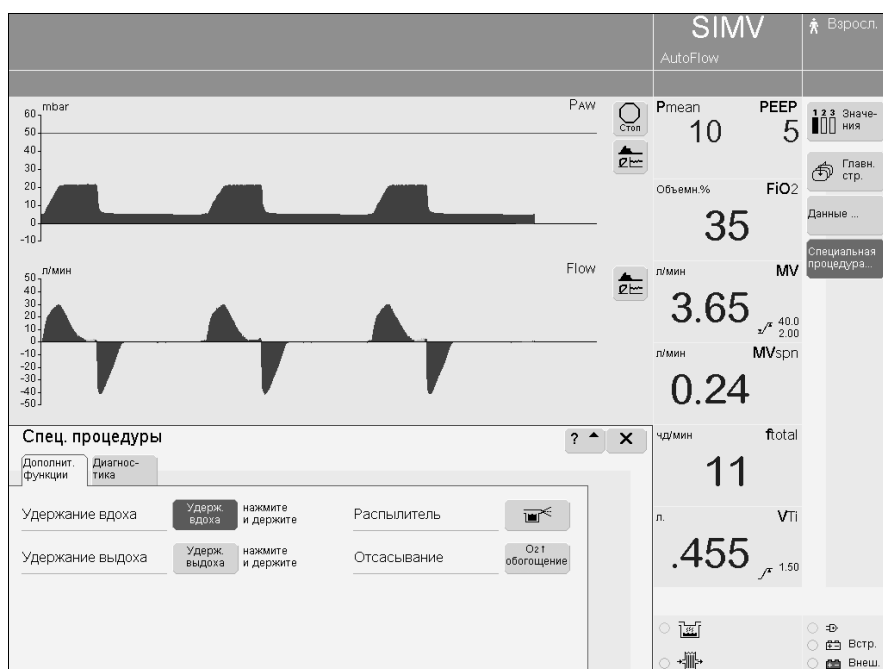 SIMV
Взросл.
AutoFlow
mbar
Paw
60
50
40
30
20
10
0
-10
Стоп
Pmean PEEP
10 5
1 2 3 Значе-
ния
Главн.
стр.
Данные ...
Специальная
процедура...
Объемн.% FiO2
35
л/мин
Flow
50
40
30
20
10
0
-10
-20
-30
-40
-50
л/мин MV
3.65
40.0
2.00
л/мин MVspn
0.24
Спец. процедуры
?
Дополнит.
функции
Диагнос-
тика
Удержание вдоха
Удерж.
вдоха
нажмите
и держите
Распылитель
Удержание выдоха
Удерж.
выдоха
нажмите
и держите
Отсасывание
O2↑
обогощение
чд/мин ftotal
11
л. VTi
.455
1.50
Встр.
Внеш.